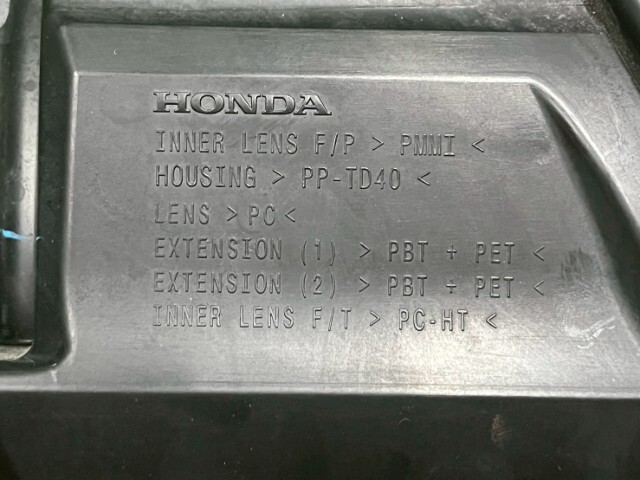 HONDA
INNER LENS F/P > PMMI <
HOUSING > PP-TD40 <
LENS > PC <
EXTENSION (1) > PBT + PET <
EXTENSION (2) > PBT + PET <
INNER LENS F/T > PC-HT <